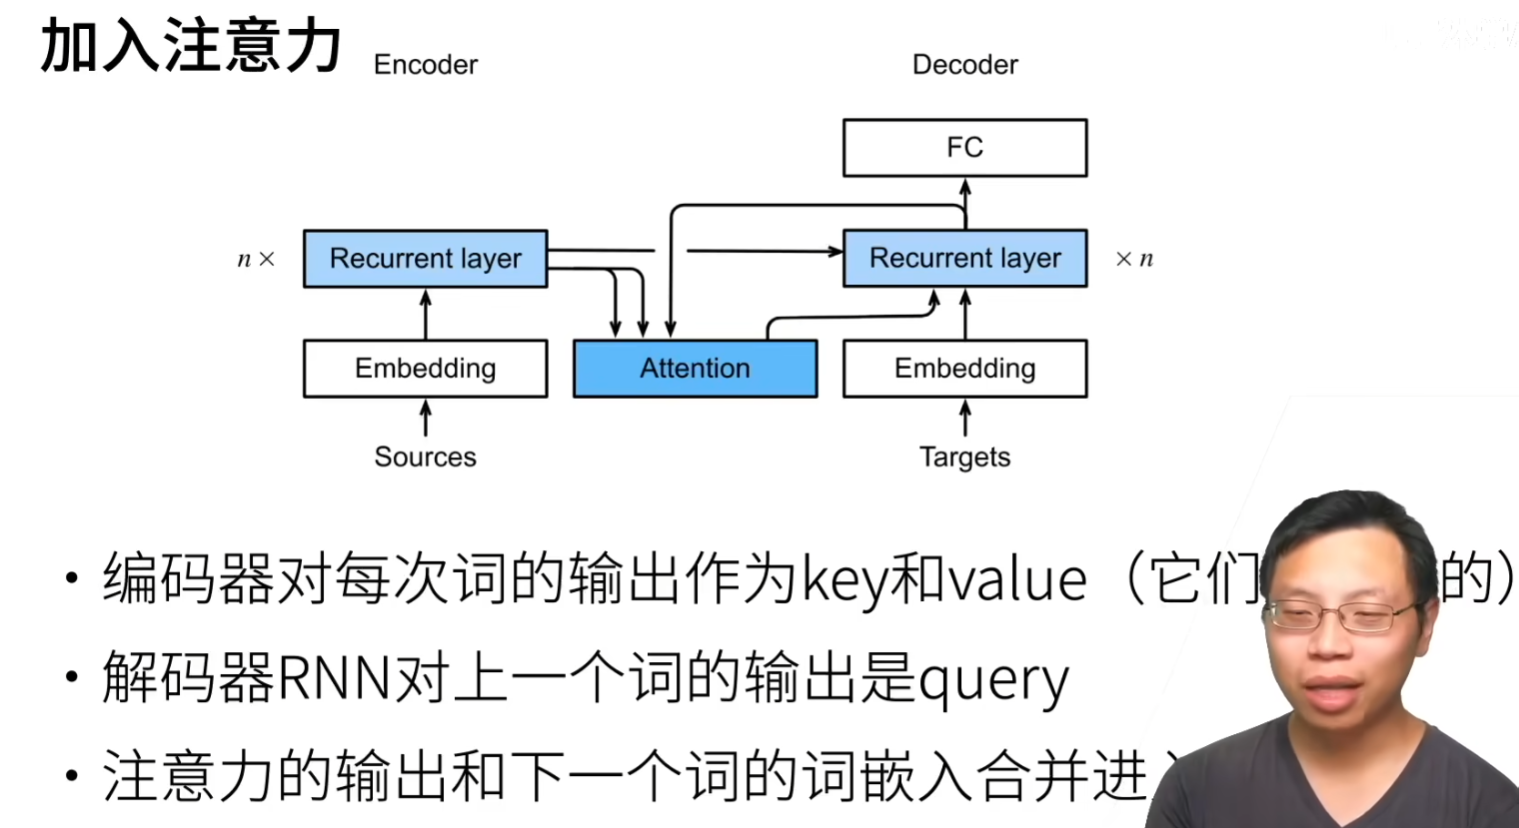 加入注意力
Encoder
Decoder
FC
n ×
Recurrent layer
Recurrent layer
× n
Embedding
Attention
Embedding
Sources
Targets
• 编码器对每次词的输出作为key和value（它们 的）
• 解码器RNN对上一个词的输出是query
• 注意力的输出和下一个词的词嵌入合并进